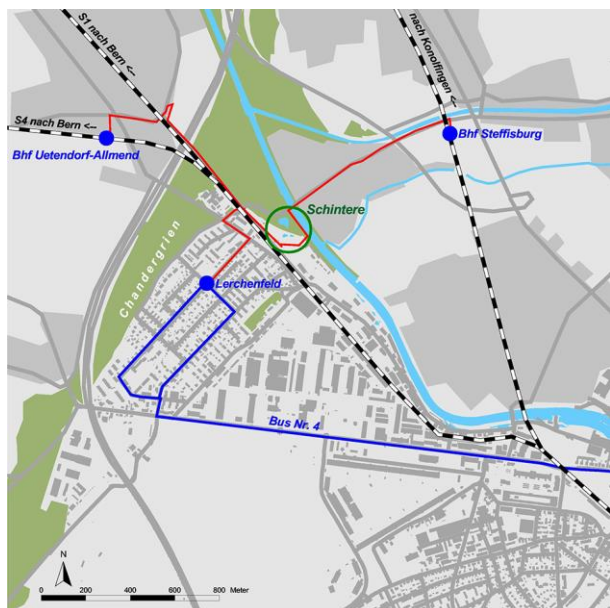 S1 nach Bern <--
nach Konolfingen <--
S4 nach Bern <--
Bhf Uetendorf-Allmend
Bhf Steffisburg
Schintere
Chandergrien
Lerchenfeld
Bus Nr. 4
N
0 200 400 600 800 Meter